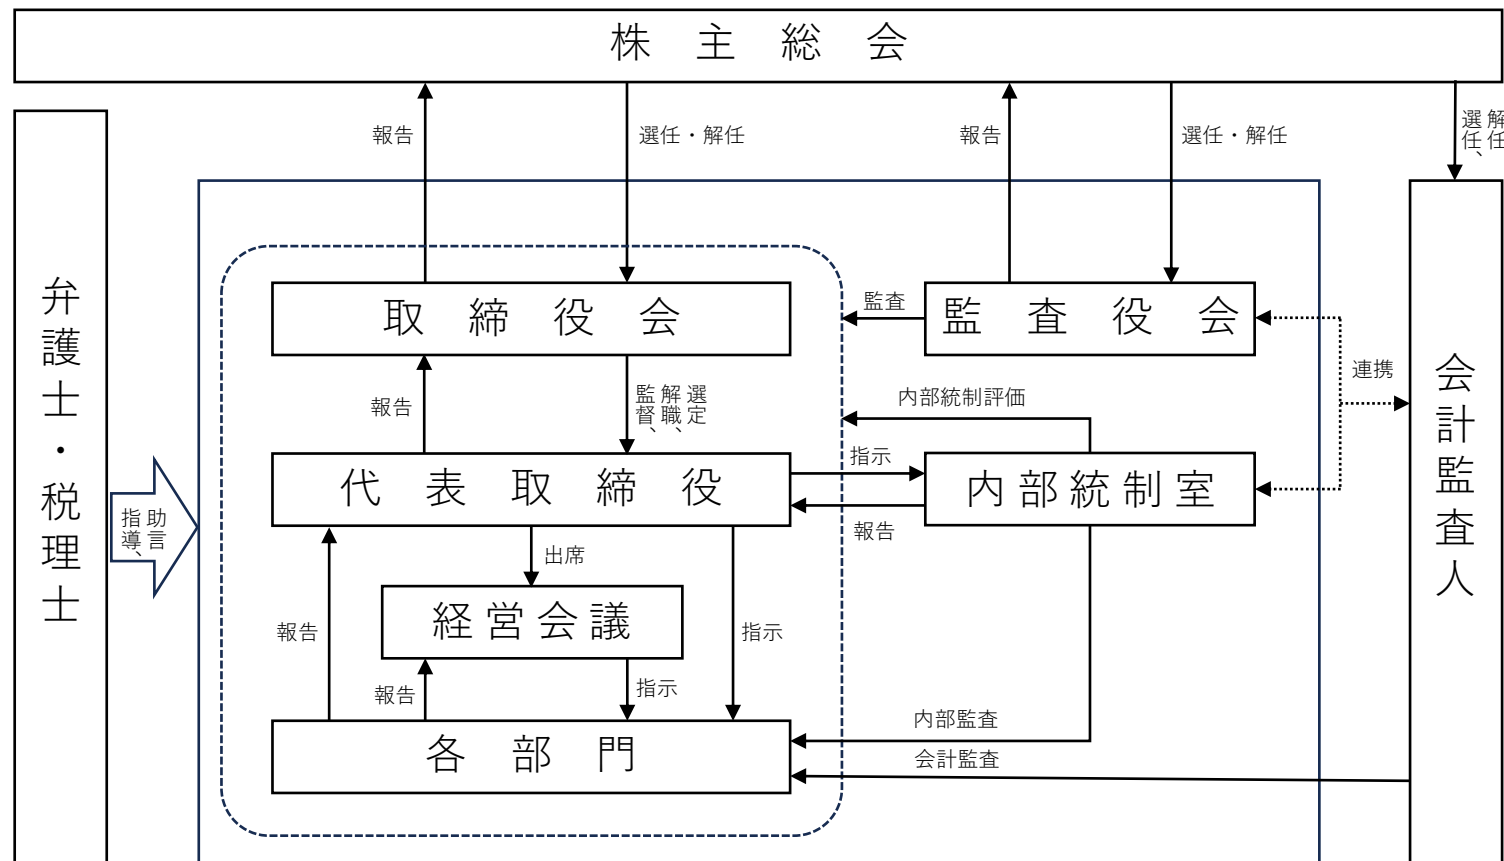 株主総会
報告
選任・解任
報告
選任・解任
選任、
解任
弁護士・税理士
指導、
助言
取締役会
監査
監査役会
連携
会計監査人
報告
選定
解職、
監督、
内部統制評価
代表取締役
指示
報告
内部統制室
出席
経営会議
報告
指示
報告
指示
各部門
内部監査
会計監査